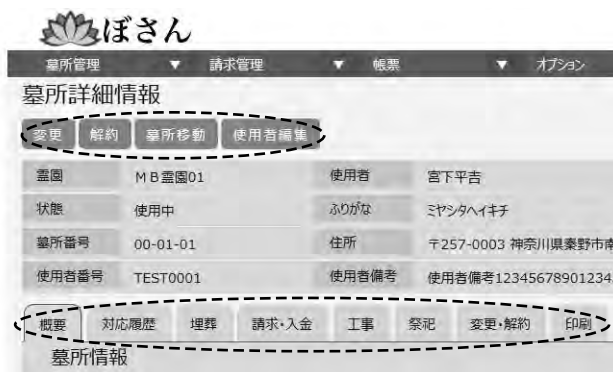 ぼさん
墓所管理 ▼ 請求管理 ▼ 帳票 ▼ オプション
墓所詳細情報
変更 解約 墓所移動 使用者編集
霊園 MB霊園01 使用者 宮下平吉
状態 使用中 ふりがな ミヤシタヘイキチ
墓所番号 00-01-01 住所 〒257-0003 神奈川県秦野市南
使用者番号 TEST0001 使用者備考 使用者備考12345678901234
概要 対応履歴 埋葬 請求・入金 工事 祭祀 変更・解約 印刷
墓所情報